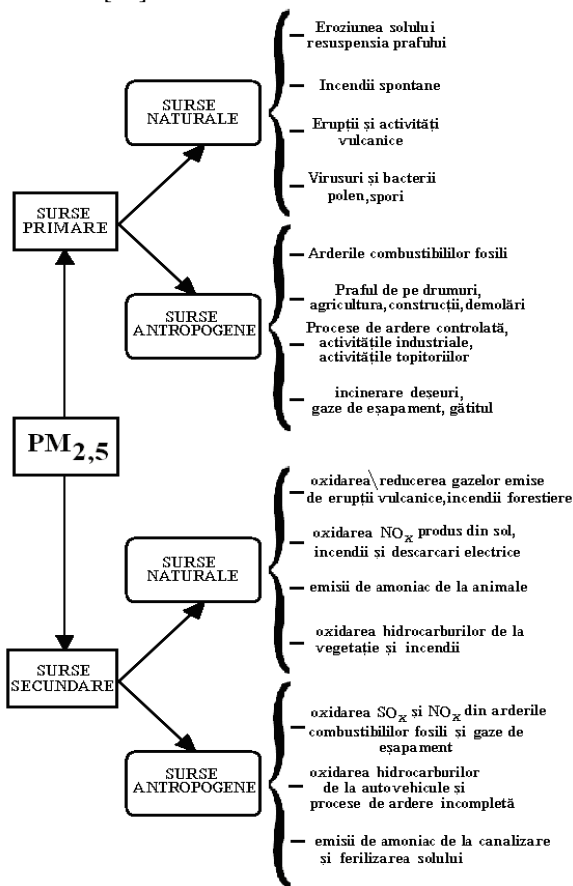 Eroziunea solului
resuspensia prafului
SURSE
NATURALE
Incendii spontane
Erupții și activități
vulcanice
Virusuri și bacterii
polen, spori
SURSE
PRIMARE
Arderile combustibililor fosili
SURSE
ANTROPOGENE
Praful de pe drumuri,
agricultura, construcții, demolări
Procese de ardere controlată,
activitățile industriale,
activitățile topitoriilor
incinerare deșeuri,
gaze de eșapament, gătitul
PM2,5
oxidarea\reducerea gazelor emise
de erupții vulcanice, incendii forestiere
SURSE
NATURALE
oxidarea NOx produs din sol,
incendii și descarcari electrice
emisii de amoniac de la animale
oxidarea hidrocarburilor de la
vegetație și incendii
SURSE
SECUNDARE
oxidarea SOx și NOx din arderile
combustibililor fosili și gaze de
eșapament
SURSE
ANTROPOGENE
oxidarea hidrocarburilor
de la autovehicule și
procese de ardere incompletă
emisii de amoniac de la canalizare
și ferilizarea solului